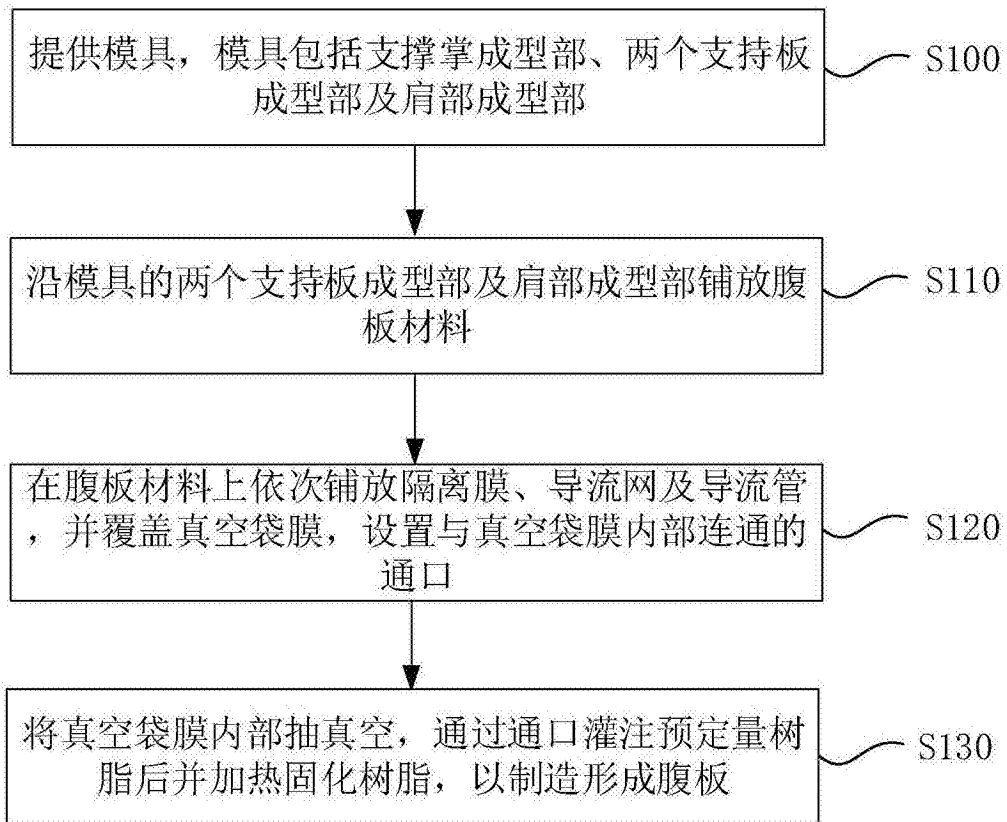 提供模具，模具包括支撑掌成型部、两个支持板
成型部及肩部成型部
S100
沿模具的两个支持板成型部及肩部成型部铺放腹
板材料
S110
在腹板材料上依次铺放隔离膜、导流网及导流管
，并覆盖真空袋膜，设置与真空袋膜内部连通的
通口
S120
将真空袋膜内部抽真空，通过通口灌注预定量树
脂后并加热固化树脂，以制造形成腹板
S130